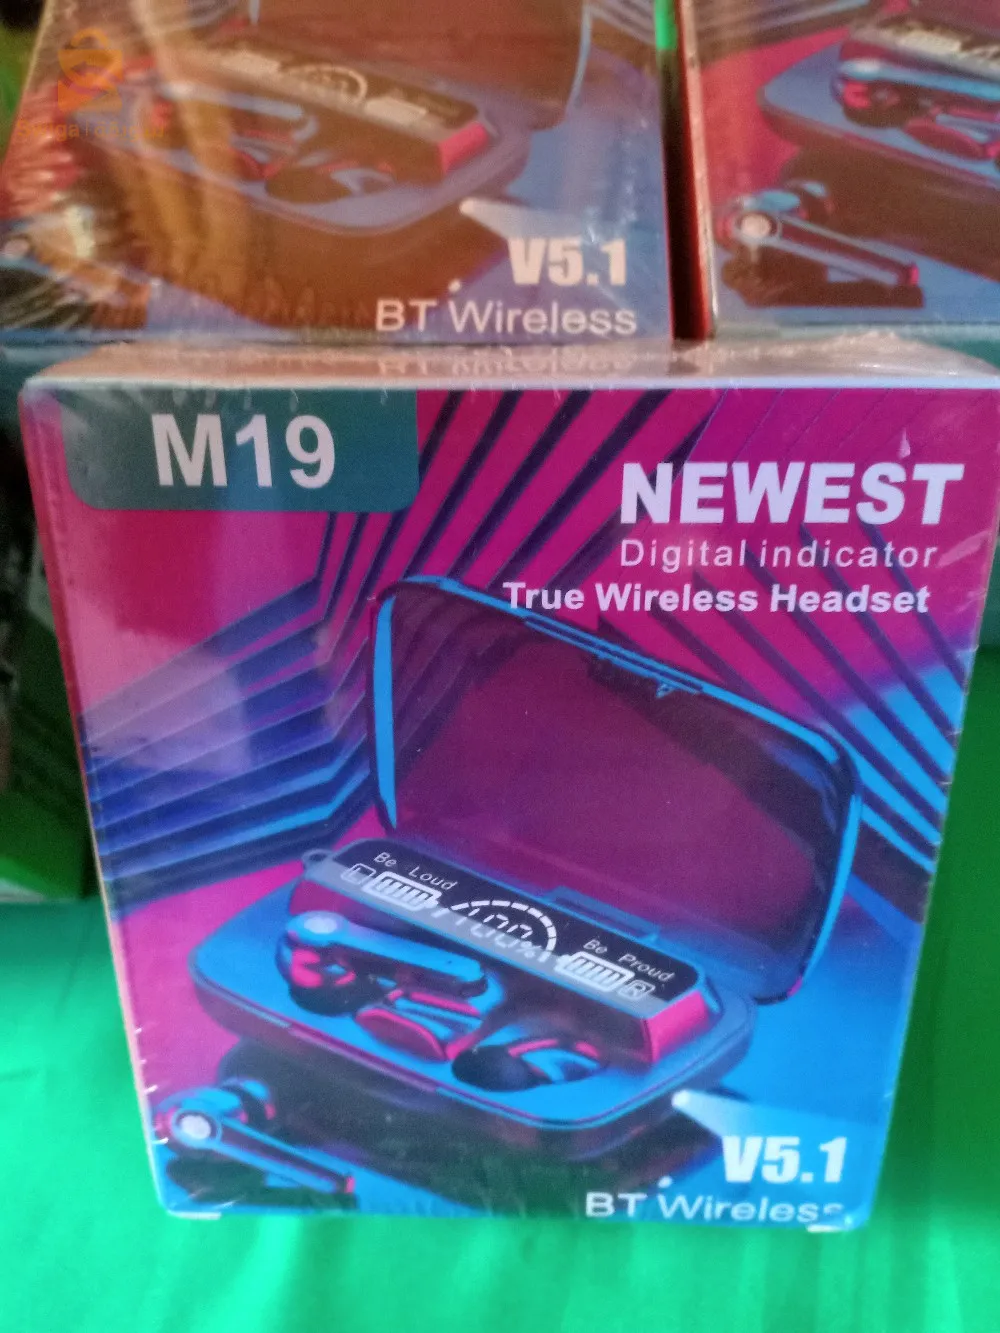 V5.1
BT Wireless
M19
NEWEST
Digital indicator
True Wireless Headset
Be Loud
L
100%
Be Proud
R
V5.1
BT Wireless